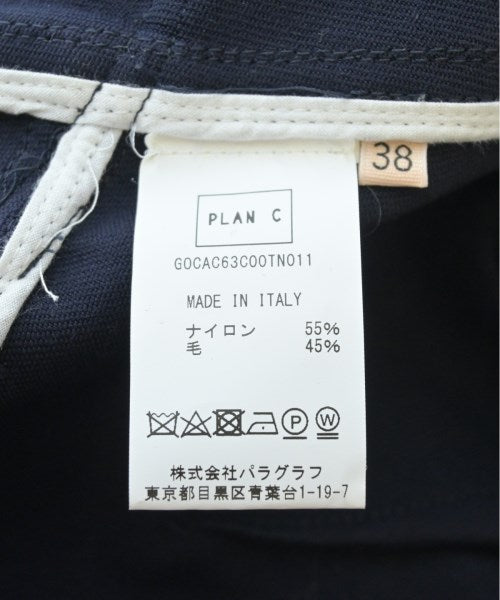 38
PLAN C
GOCAC63C00TN011
MADE IN ITALY
ナイロン 55%
毛 45%
P W
株式会社パラグラフ
東京都目黒区青葉台1-19-7